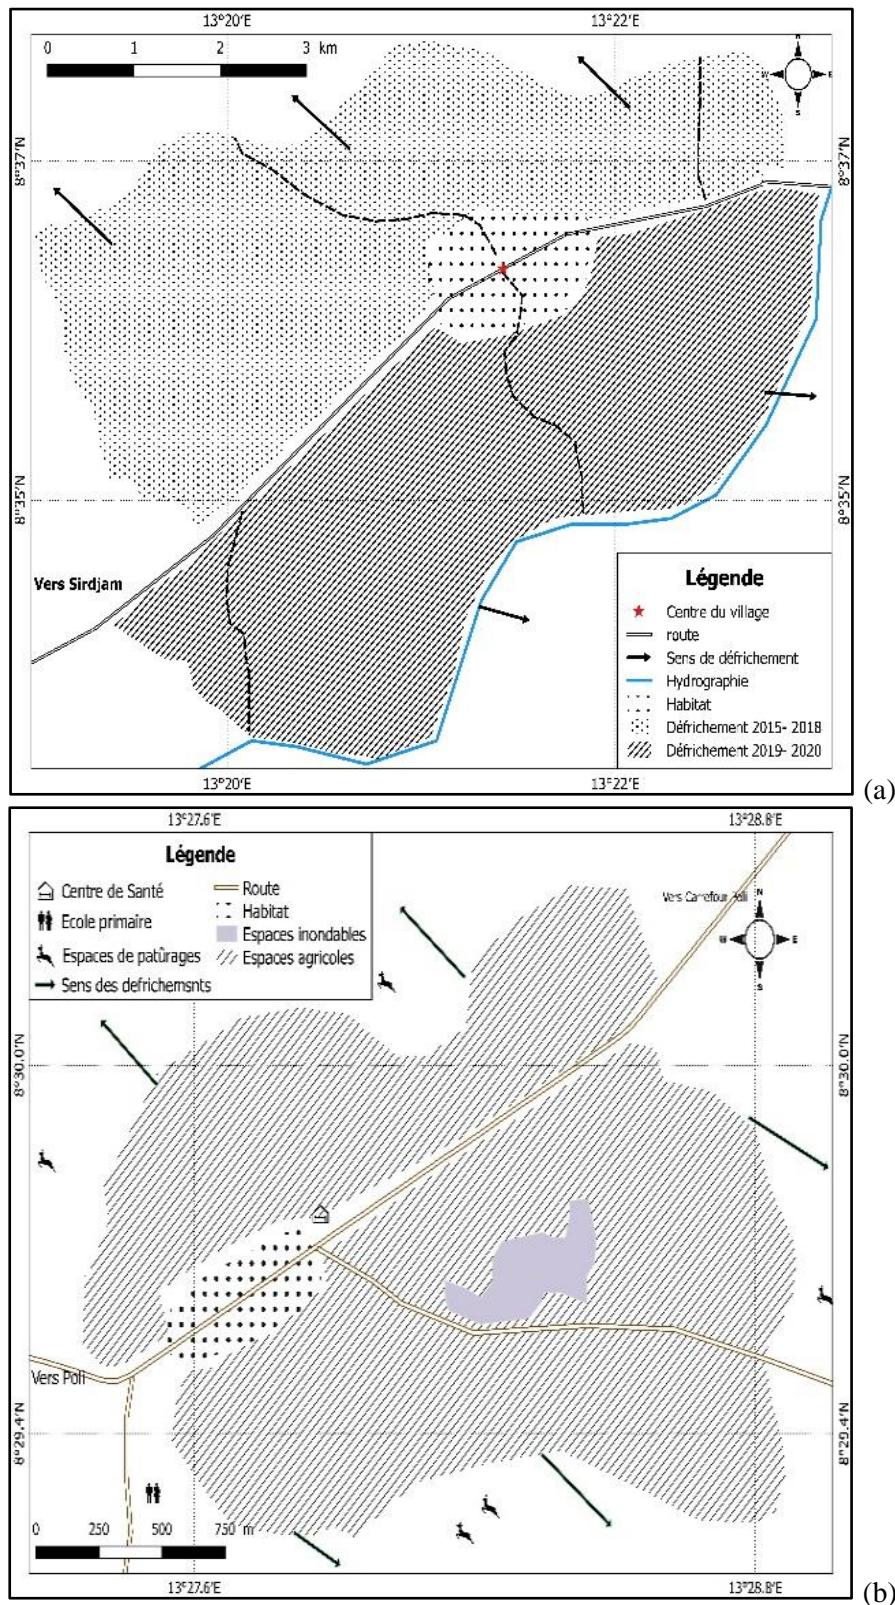 13°20'E 13°22'E
0 1 2 3 km
N
W E
S
8°37'N 8°37'N
8°35'N 8°35'N
Vers Sirdjam
Légende
Centre du village
route
Sens de défrichement
Hydrographie
Habitat
Défrichement 2015- 2018
Défrichement 2019- 2020
13°20'E 13°22'E
(a)
13°27.6'E 13°28.8'E
Légende
Centre de Santé
Ecole primaire
Espaces de patûrages
Sens des defrichemsnts
Route
Habitat
Espaces inondables
Espaces agricoles
Vers Carrefour
N
W E
S
8°30.0'N 8°30.0'N
Vers Poli
8°29.4'N 8°29.4'N
0 250 500 750 m
13°27.6'E 13°28.8'E
(b)